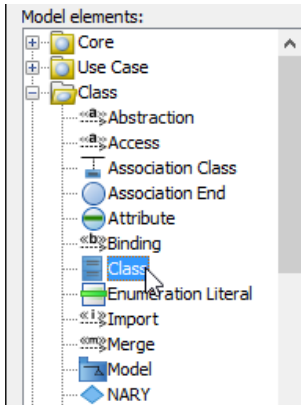 Model elements:
Core
Use Case
Class
«a» Abstraction
«a» Access
Association Class
Association End
Attribute
«b» Binding
Class
Enumeration Literal
«i» Import
«m» Merge
Model
NARY